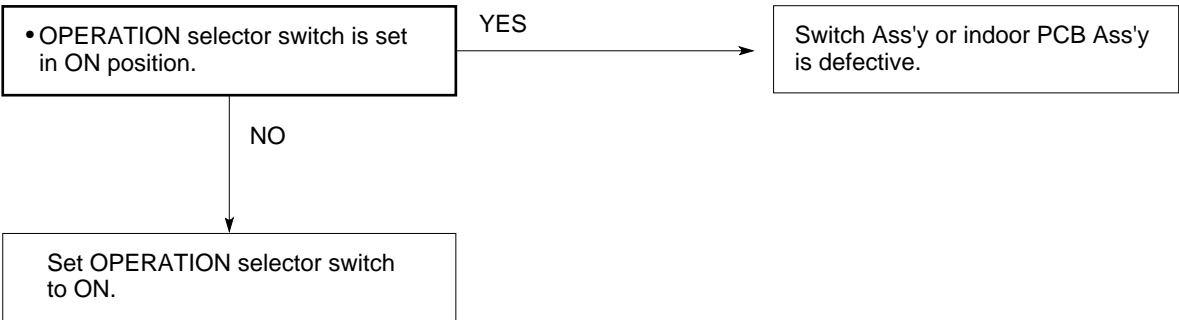 • OPERATION selector switch is set
in ON position.
YES
Switch Ass'y or indoor PCB Ass'y
is defective.
NO
Set OPERATION selector switch
to ON.